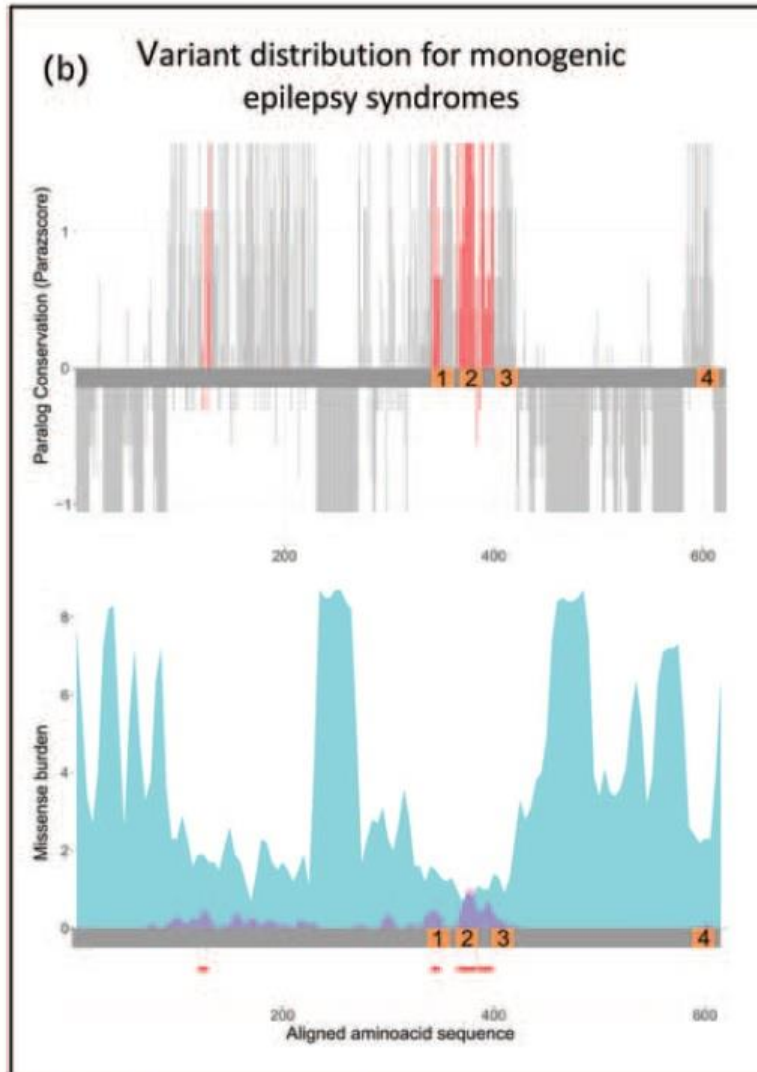 (b) Variant distribution for monogenic
epilepsy syndromes
Paralog Conservation (Parazscore)
1
0
−1
1 2 3 4
200 400 600
Missense burden
8
6
4
2
0
1 2 3 4
200 400 600
Aligned aminoacid sequence